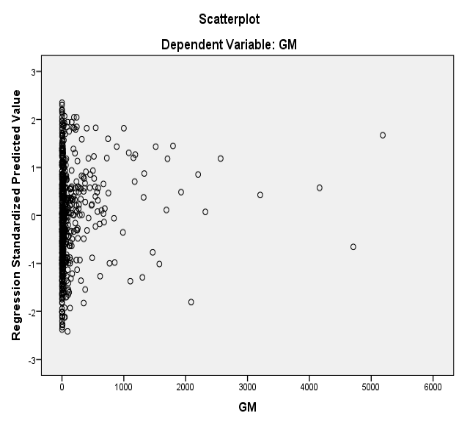 Scatterplot
Dependent Variable: GM
Regression Standardized Predicted Value
3
2
1
0
-1
-2
-3
0 1000 2000 3000 4000 5000 6000
GM